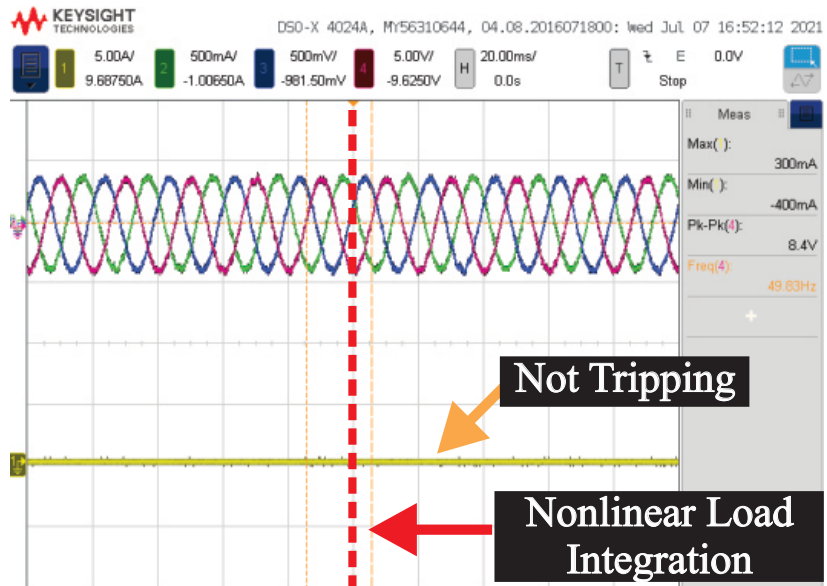 KEYSIGHT
TECHNOLOGIES
DSO-X 4024A, MY56310644, 04.08.2016071800: Wed Jul 07 16:52:12 2021
1 5.00A/ 9.68750A
2 500mA/ -1.00650A
3 500mV/ -981.50mV
4 5.00V/ -9.6250V
H 20.00ms/ 0.0s
T E 0.0V
Stop
Meas
Max( ):
300mA
Min( ):
-400mA
Pk-Pk(4):
8.4V
Freq(4):
49.83Hz
Not Tripping
Nonlinear Load
Integration